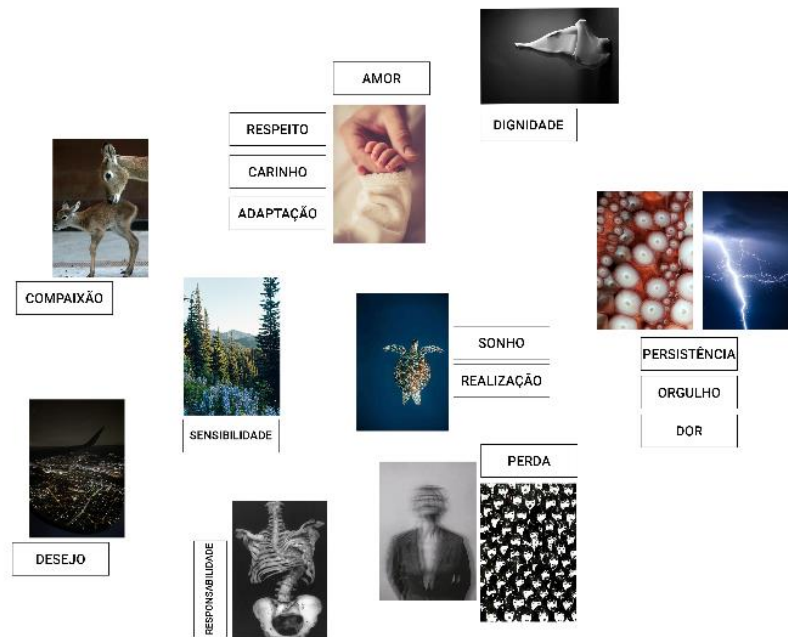 AMOR
RESPEITO
CARINHO
ADAPTAÇÃO
DIGNIDADE
COMPAIXÃO
SENSIBILIDADE
SONHO
REALIZAÇÃO
PERSISTÊNCIA
ORGULHO
DOR
PERDA
DESEJO
RESPONSABILIDADE